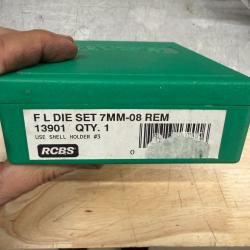 F L DIE SET 7MM-08 REM
13901 QTY. 1
USE SHELL HOLDER #3
RCBS